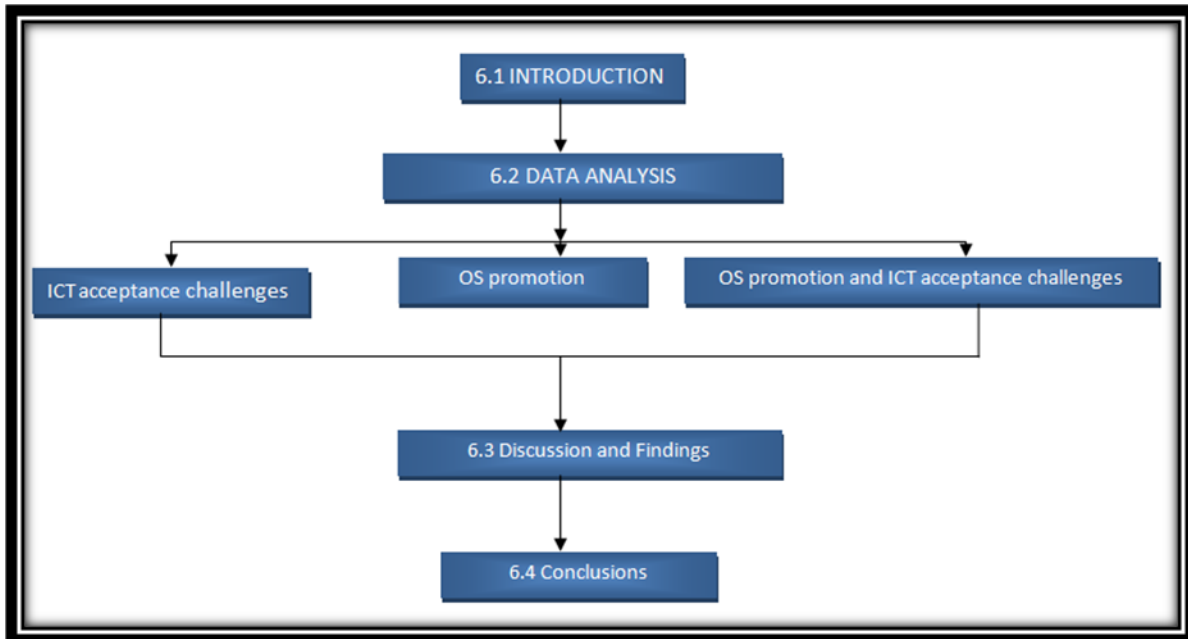 6.1 INTRODUCTION
6.2 DATA ANALYSIS
ICT acceptance challenges
OS promotion
OS promotion and ICT acceptance challenges
6.3 Discussion and Findings
6.4 Conclusions